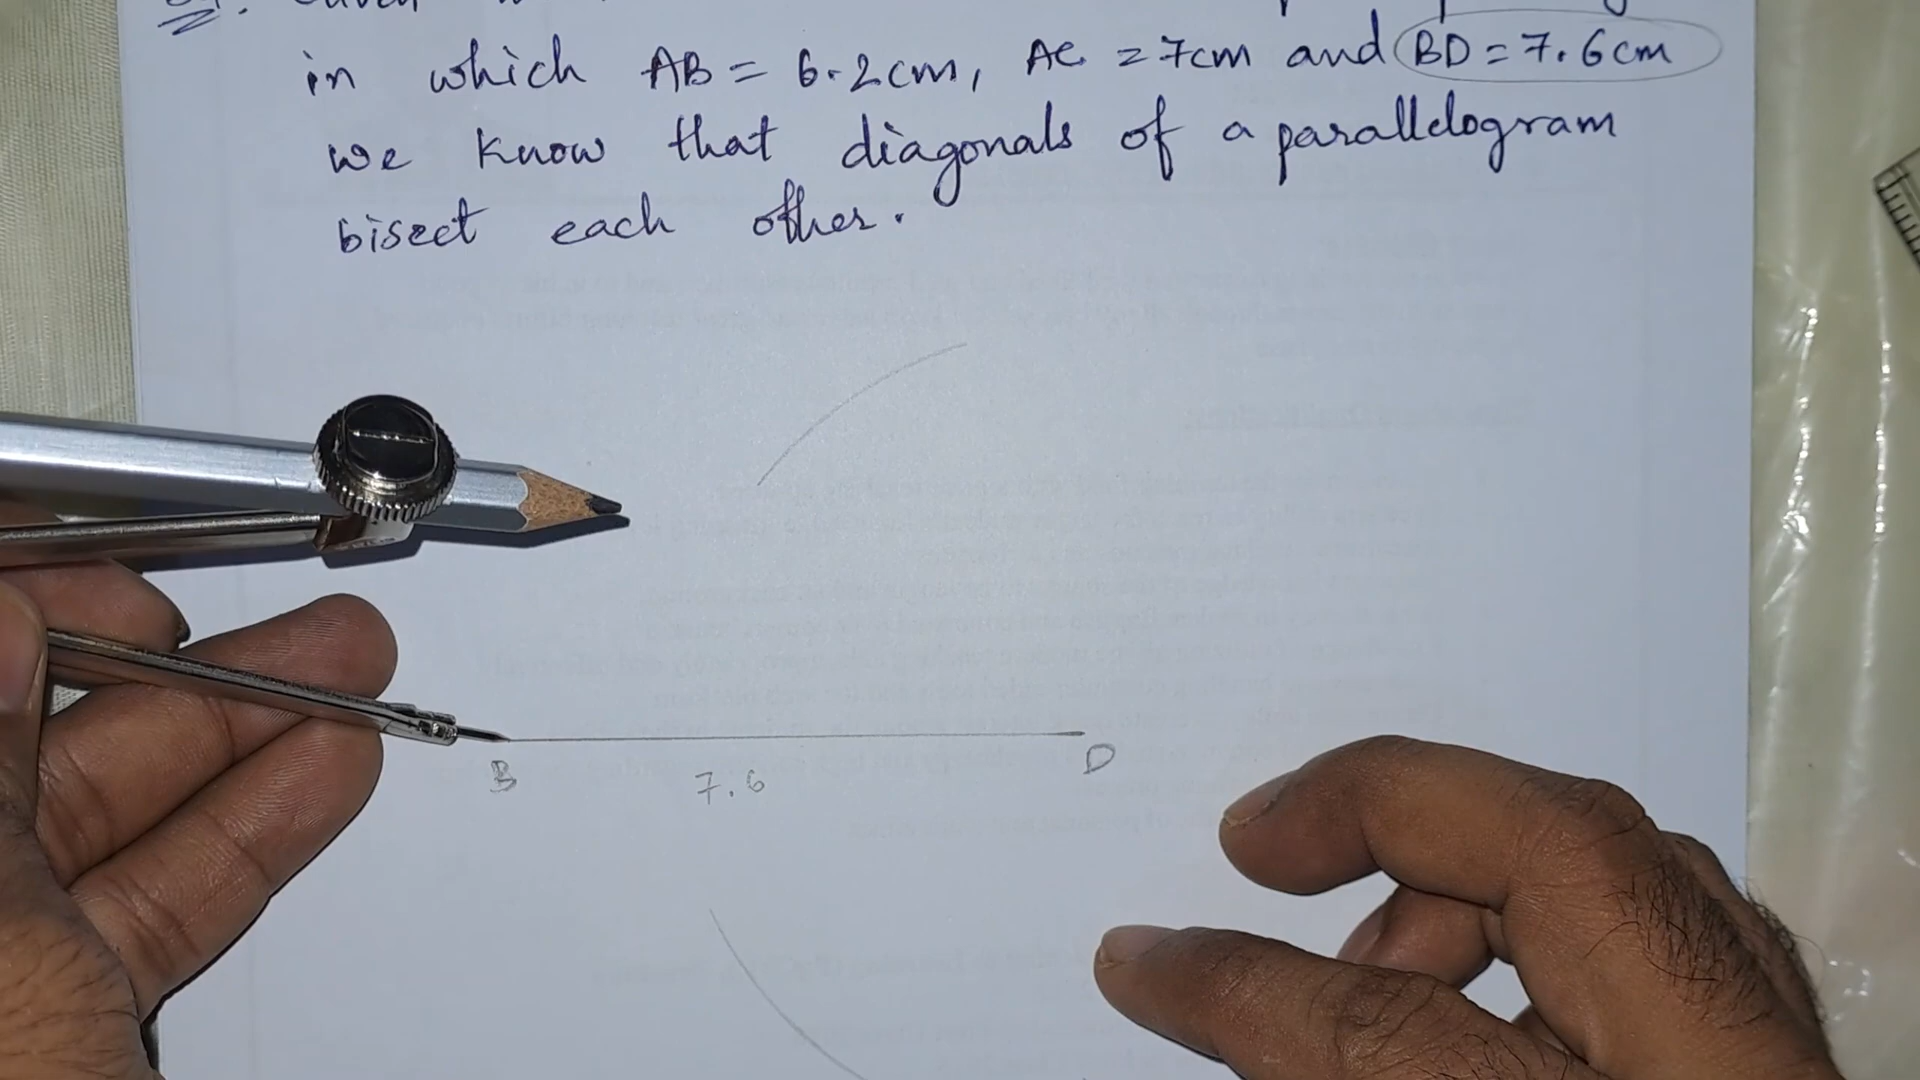 in which AB = 6.2cm, AC = 7cm and BD = 7.6cm
we know that diagonals of a parallelogram
bisect each other.
B 7.6 D